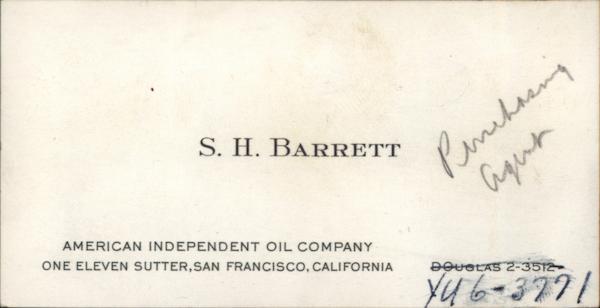 S. H. BARRETT
Purchasing
Agent
AMERICAN INDEPENDENT OIL COMPANY
ONE ELEVEN SUTTER, SAN FRANCISCO, CALIFORNIA
DOUGLAS 2-3512
YU 6-3771